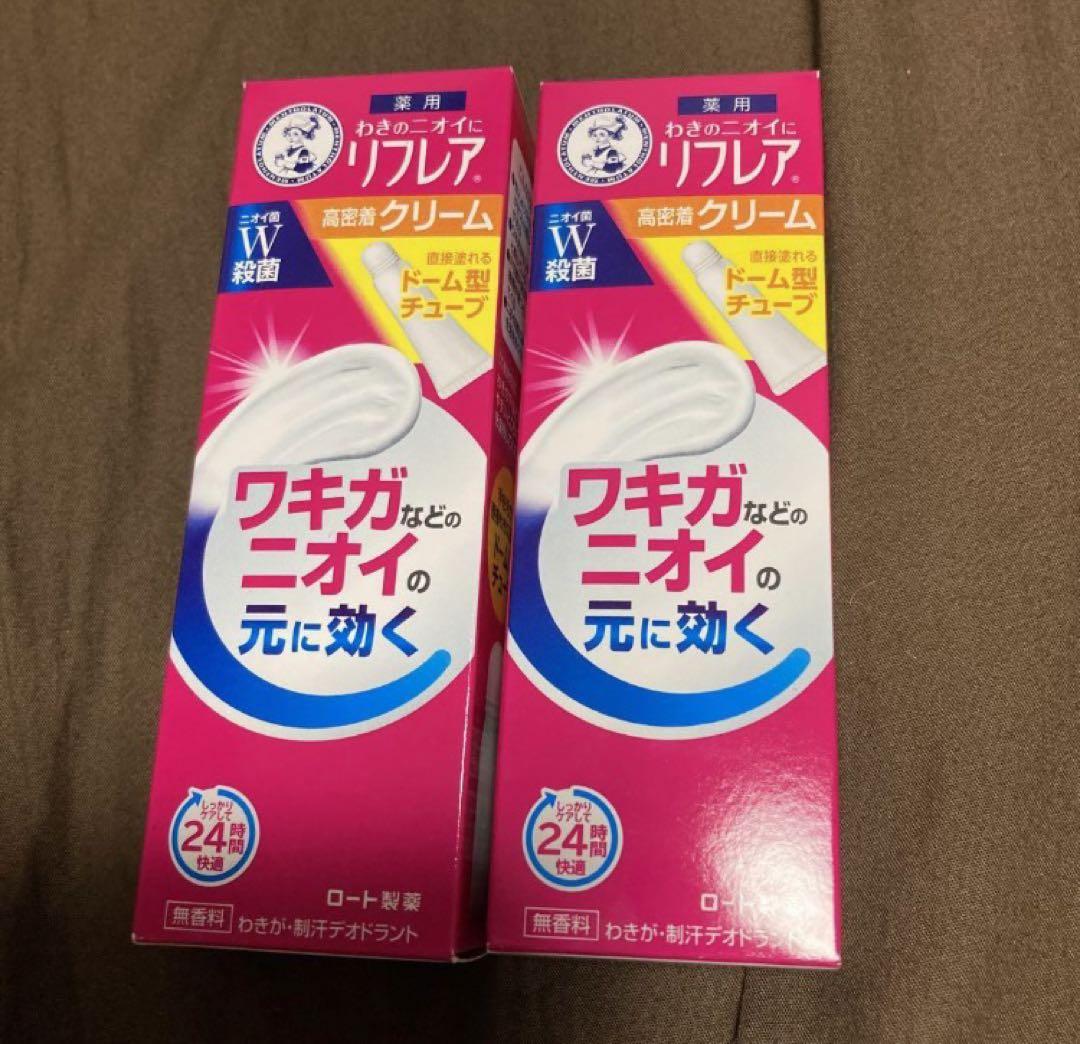 薬用
わきのニオイに
リフレア®
MENTHOLATUM
ニオイ菌
W
殺菌
高密着クリーム
直接塗れる
ドーム型
チューブ
ワキガなどの
ニオイの
元に効く
しっかり
ケアして
24時間
快適
ロート製薬
無香料 わきが・制汗デオドラント
薬用
わきのニオイに
リフレア®
MENTHOLATUM
ニオイ菌
W
殺菌
高密着クリーム
直接塗れる
ドーム型
チューブ
ワキガなどの
ニオイの
元に効く
しっかり
ケアして
24時間
快適
ロート製薬
無香料 わきが・制汗デオドラント